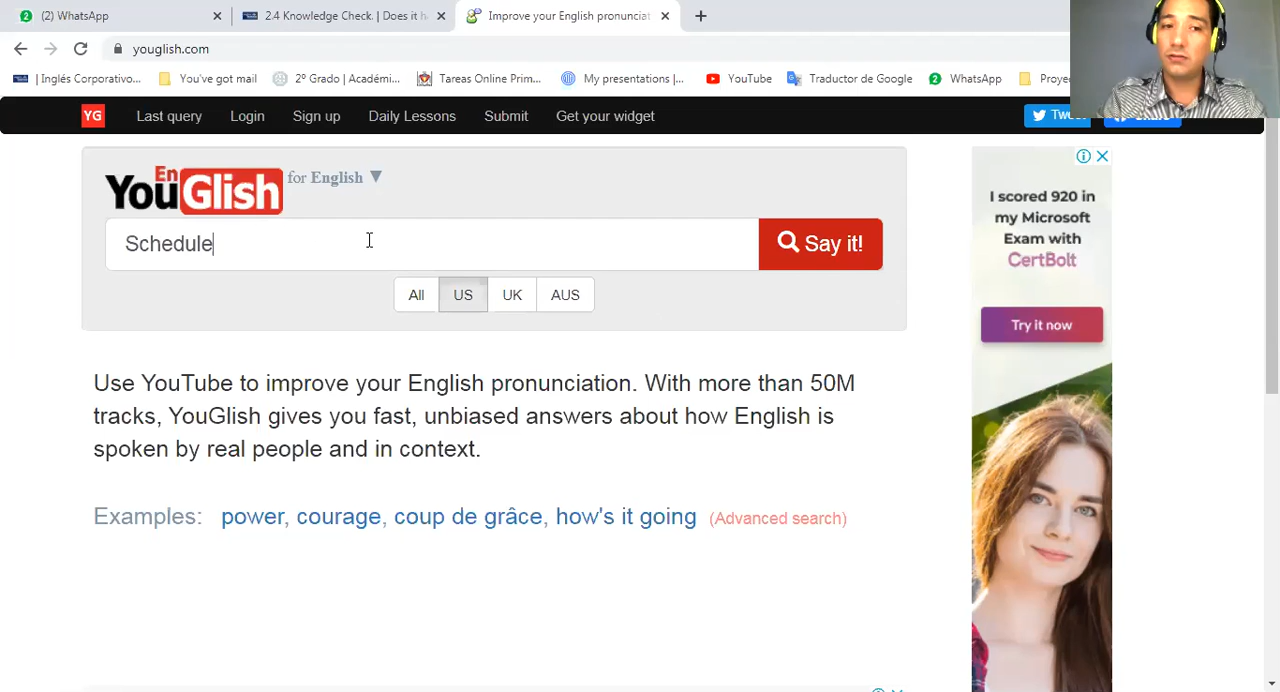 (2) WhatsApp
2.4 Knowledge Check. | Does it h
Improve your English pronunciat
youglish.com
| Inglés Corporativo...
You've got mail
2º Grado | Académi...
Tareas Online Prim...
My presentations |...
YouTube
Traductor de Google
2 WhatsApp
Proye
YG
Last query
Login
Sign up
Daily Lessons
Submit
Get your website
Twee
En
YouGlish
for English ▼
Schedule
Say it!
All
US
UK
AUS
Use YouTube to improve your English pronunciation. With more than 50M
tracks, YouGlish gives you fast, unbiased answers about how English is
spoken by real people and in context.
Examples: power, courage, coup de grâce, how's it going (Advanced search)
I scored 920 in
my Microsoft
Exam with
CertBolt
Try it now